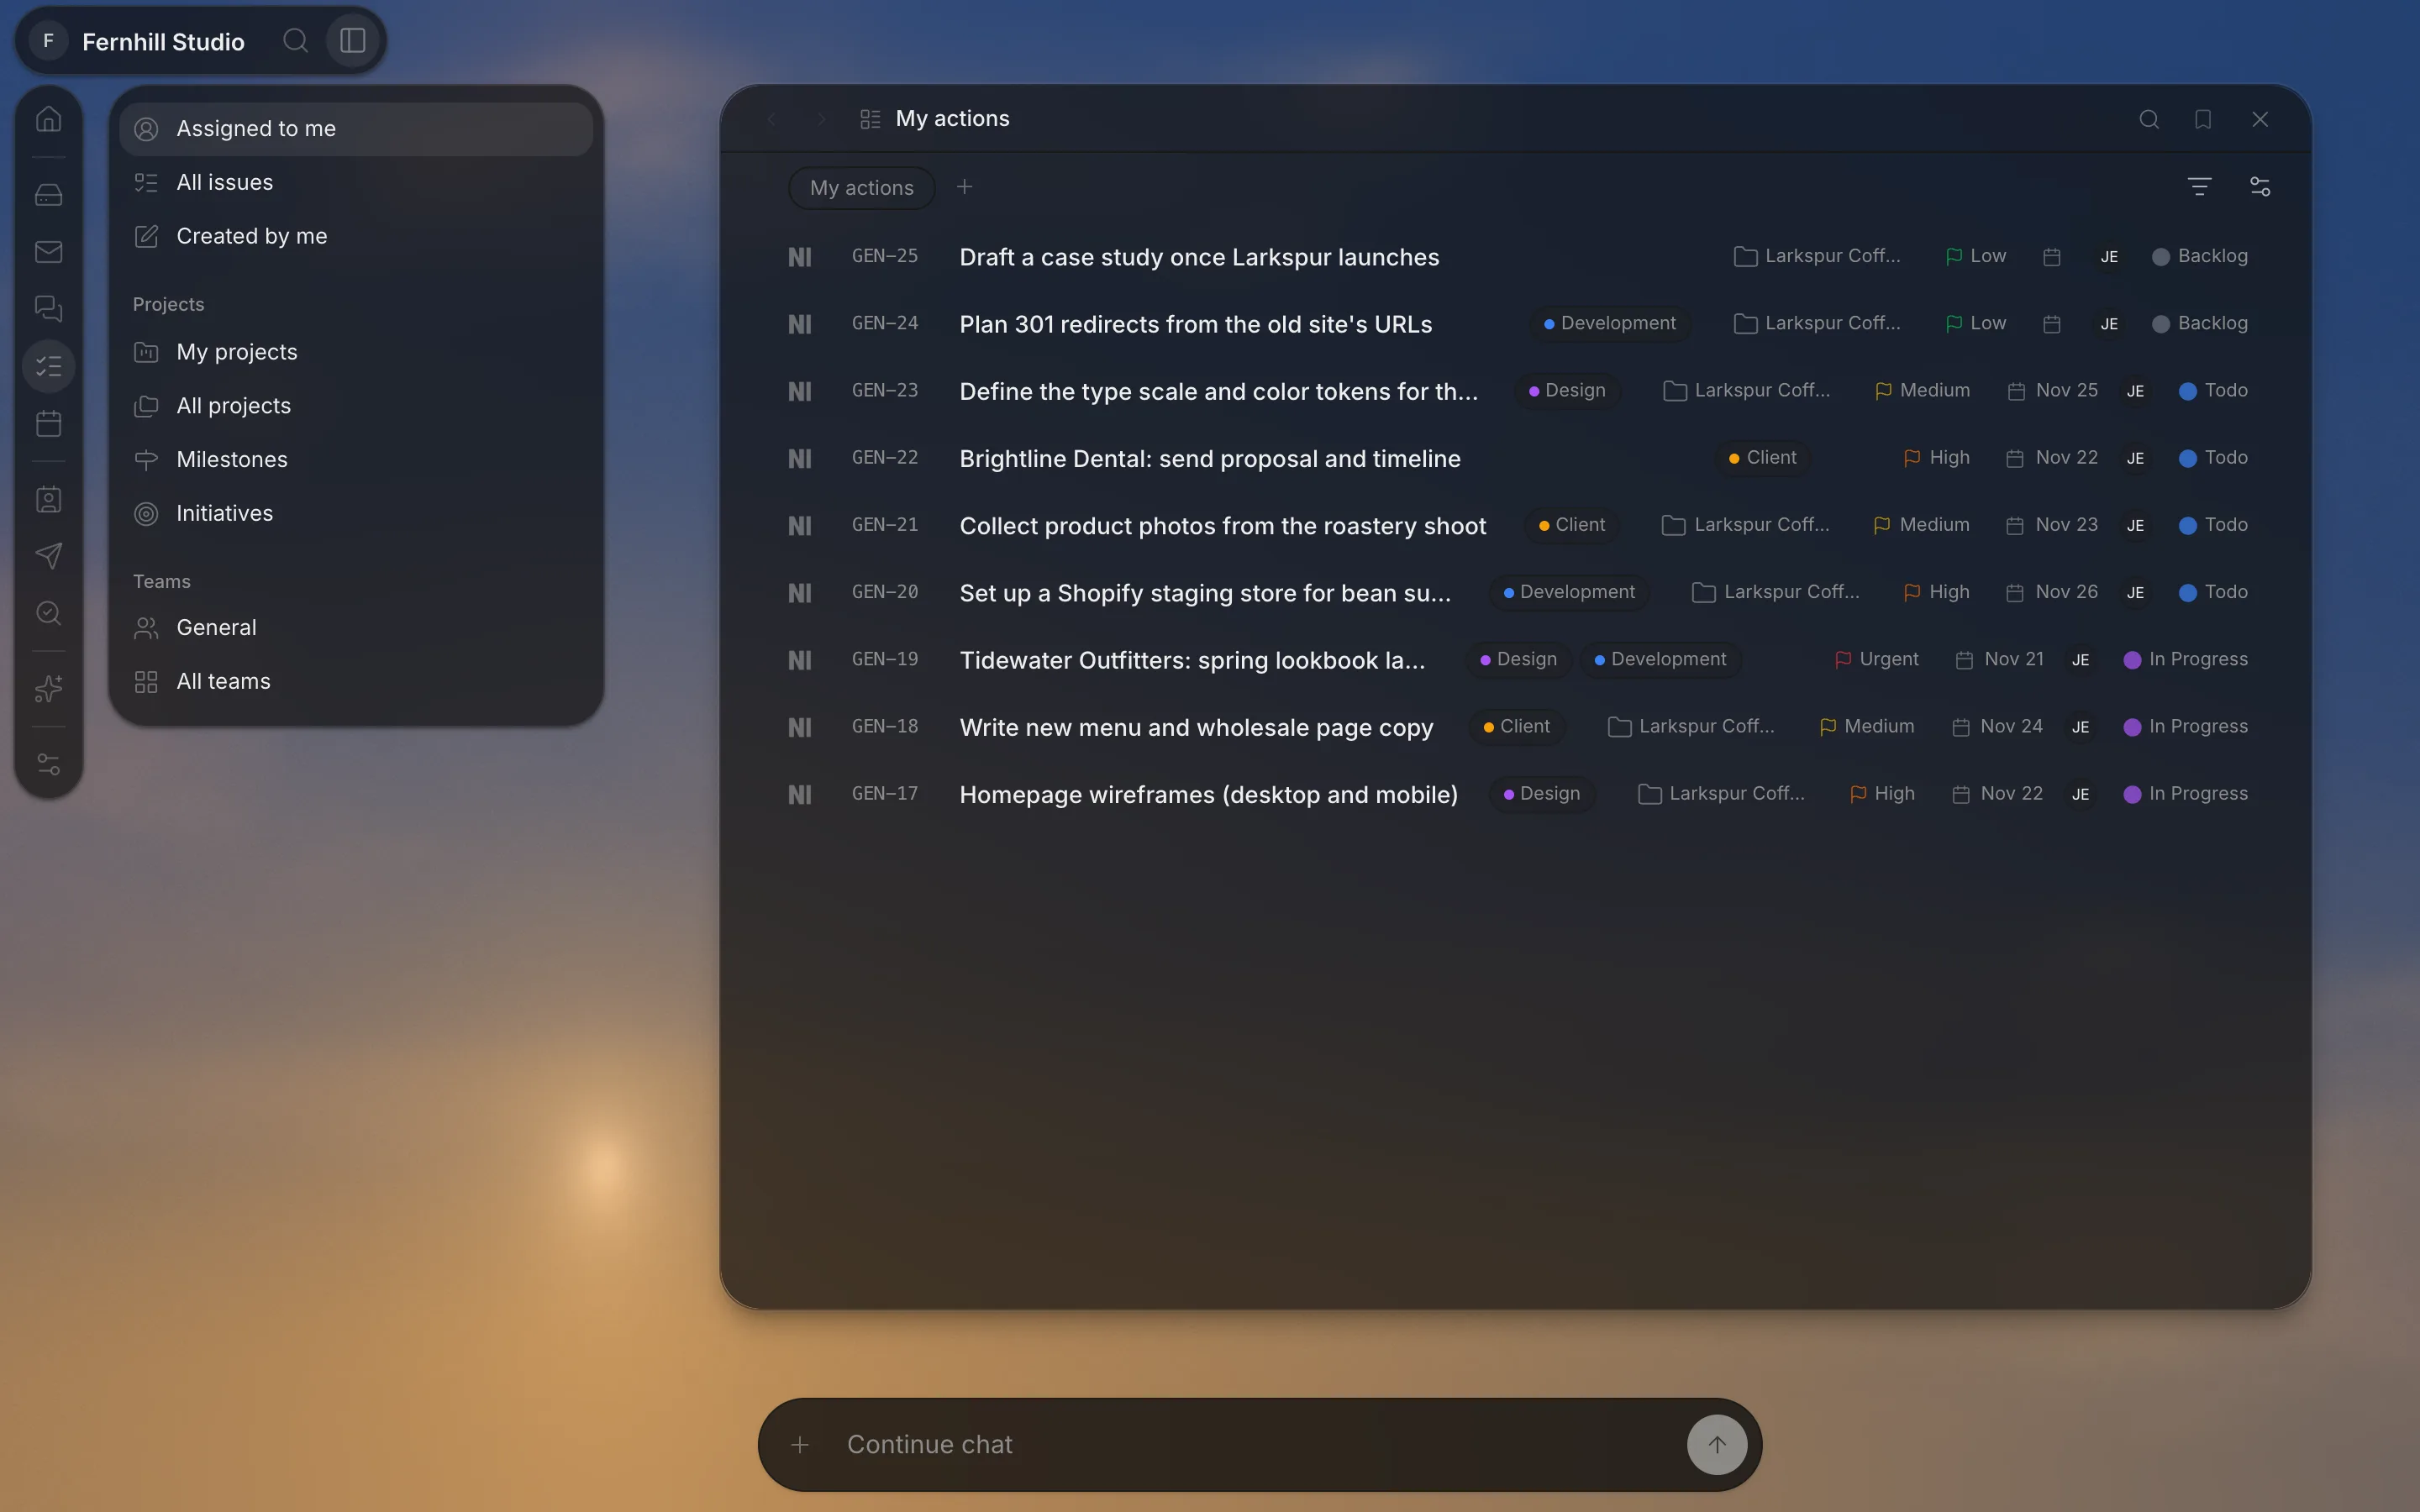 F Fernhill Studio
Assigned to me
All issues
Created by me
Projects
My projects
All projects
Milestones
Initiatives
Teams
General
All teams
My actions
My actions
NI GEN-25 Draft a case study once Larkspur launches Larkspur Coff... Low JE Backlog
NI GEN-24 Plan 301 redirects from the old site's URLs Development Larkspur Coff... Low JE Backlog
NI GEN-23 Define the type scale and color tokens for th... Design Larkspur Coff... Medium Nov 25 JE Todo
NI GEN-22 Brightline Dental: send proposal and timeline Client High Nov 22 JE Todo
NI GEN-21 Collect product photos from the roastery shoot Client Larkspur Coff... Medium Nov 23 JE Todo
NI GEN-20 Set up a Shopify staging store for bean su... Development Larkspur Coff... High Nov 26 JE Todo
NI GEN-19 Tidewater Outfitters: spring lookbook la... Design Development Urgent Nov 21 JE In Progress
NI GEN-18 Write new menu and wholesale page copy Client Larkspur Coff... Medium Nov 24 JE In Progress
NI GEN-17 Homepage wireframes (desktop and mobile) Design Larkspur Coff... High Nov 22 JE In Progress
Continue chat